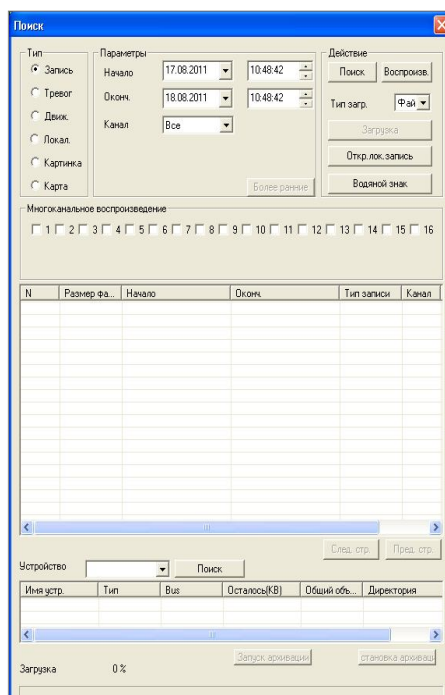 Поиск
Тип
Запись
Тревог
Движ.
Локал.
Картинка
Карта
Параметры
Начало 17.08.2011 10:48:42
Оконч. 18.08.2011 10:48:42
Канал Все
Более ранние
Действие
Поиск Воспроизв.
Тип загр. Фай
Загрузка
Откр.лок.запись
Водяной знак
Многоканальное воспроизведение
1 2 3 4 5 6 7 8 9 10 11 12 13 14 15 16
N Размер фа... Начало Оконч. Тип записи Канал
След. стр. Пред. стр.
Устройство Поиск
Имя устр. Тип Bus Осталось(KB) Общий объ... Директория
Запуск архивации становка архиваци
Загрузка 0 %